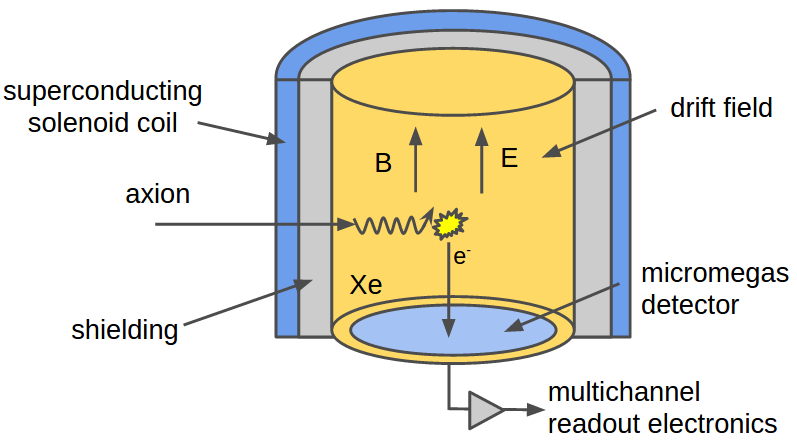 superconducting
solenoid coil
drift field
B
E
axion
e-
Xe
micromegas
detector
shielding
multichannel
readout electronics